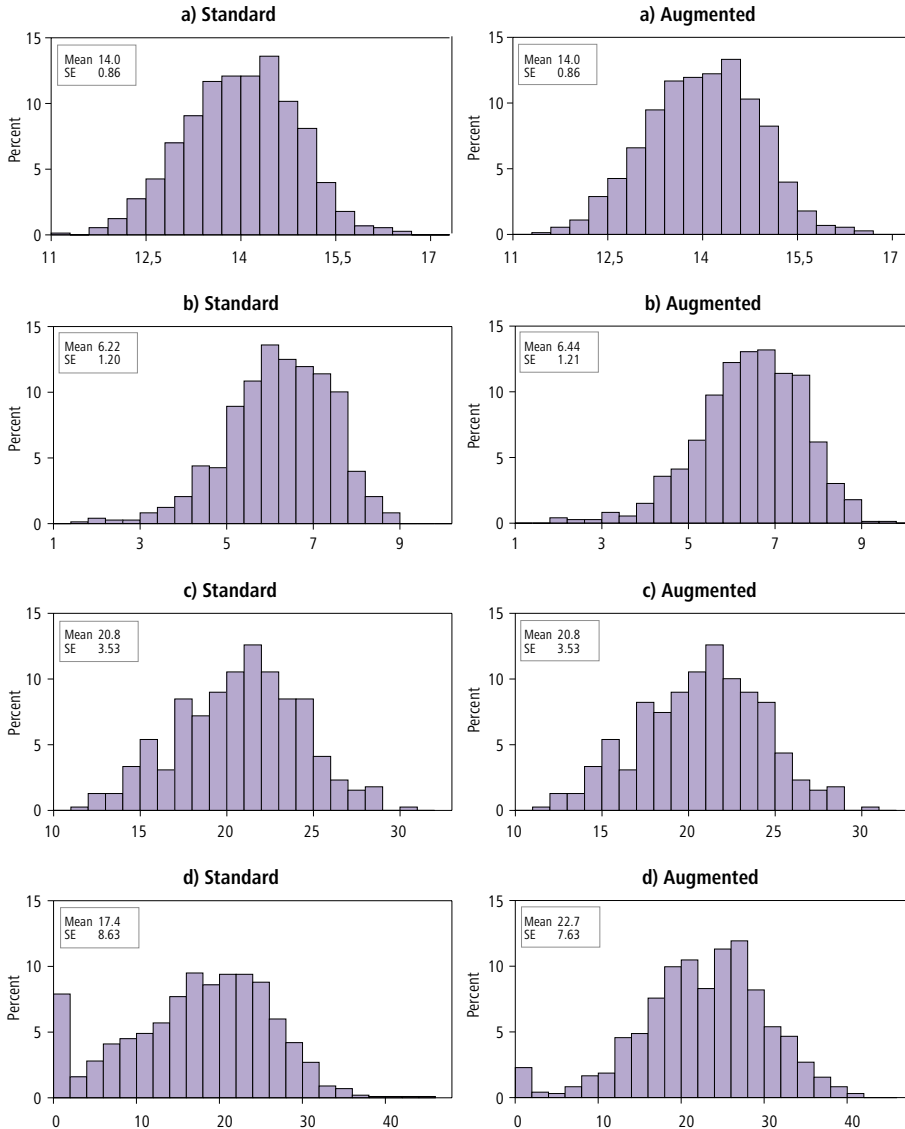 a) Standard
15
10
5
0
Percent
Mean 14.0
SE 0.86
11 12,5 14 15,5 17
a) Augmented
15
10
5
0
Percent
Mean 14.0
SE 0.86
11 12,5 14 15,5 17
b) Standard
15
10
5
0
Percent
Mean 6.22
SE 1.20
1 3 5 7 9
b) Augmented
15
10
5
0
Percent
Mean 6.44
SE 1.21
1 3 5 7 9
c) Standard
15
10
5
0
Percent
Mean 20.8
SE 3.53
10 15 20 25 30
c) Augmented
15
10
5
0
Percent
Mean 20.8
SE 3.53
10 15 20 25 30
d) Standard
15
10
5
0
Percent
Mean 17.4
SE 8.63
0 10 20 30 40
d) Augmented
15
10
5
0
Percent
Mean 22.7
SE 7.63
0 10 20 30 40